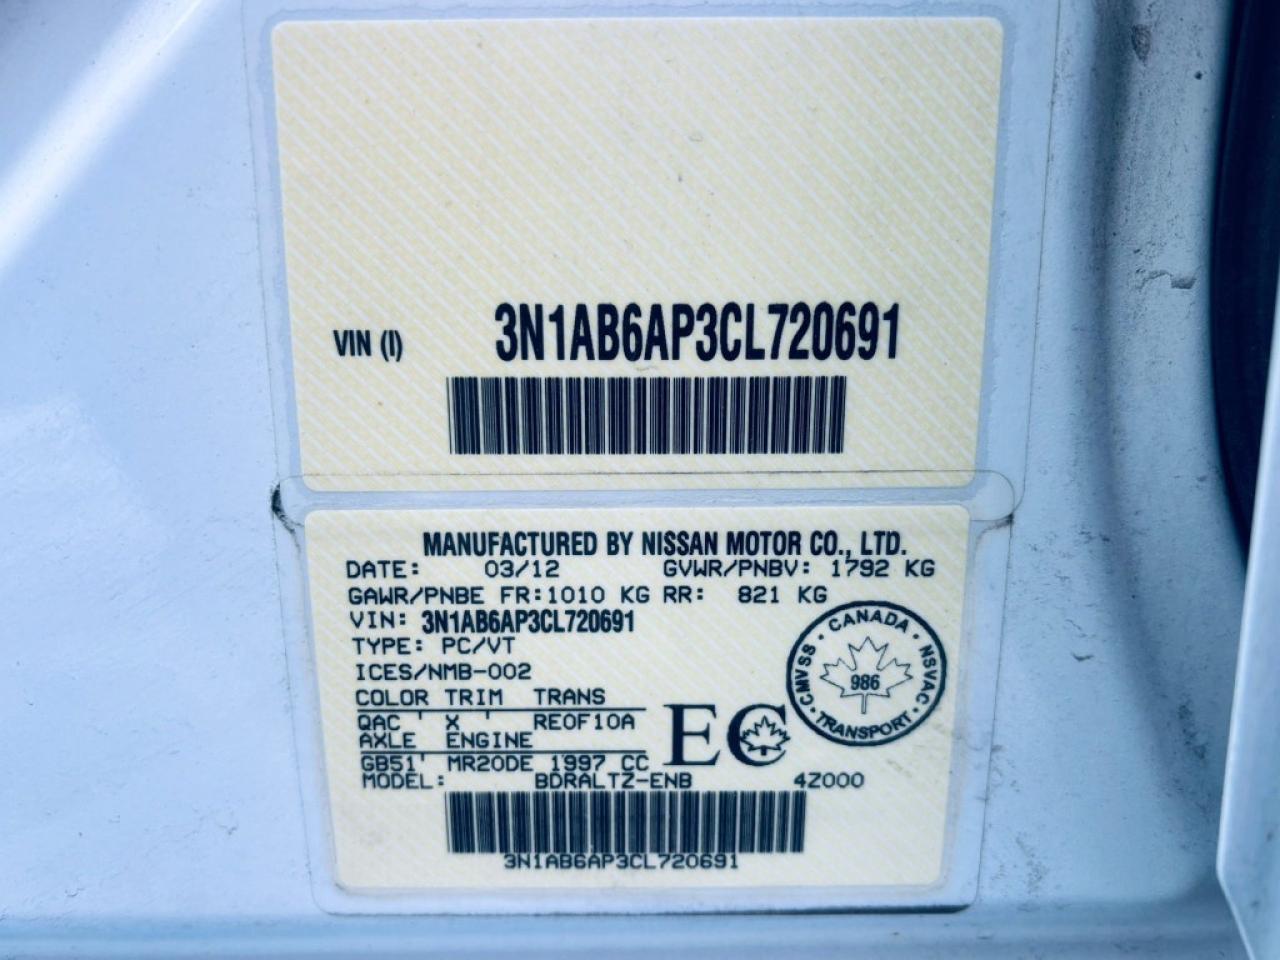 VIN (I) 3N1AB6AP3CL720691
MANUFACTURED BY NISSAN MOTOR CO., LTD.
DATE: 03/12 GVWR/PNBV: 1792 KG
GAWR/PNBE FR:1010 KG RR: 821 KG
VIN: 3N1AB6AP3CL720691
TYPE: PC/VT
ICES/NMB-002
COLOR TRIM TRANS
QAC ' X ' RE0F10A
AXLE ENGINE
GB51' MR20DE 1997 CC
MODEL: BDRALTZ-ENB 4Z000
3N1AB6AP3CL720691
EC
· CANADA · NSVAC · TRANSPORT · CMVSS
986